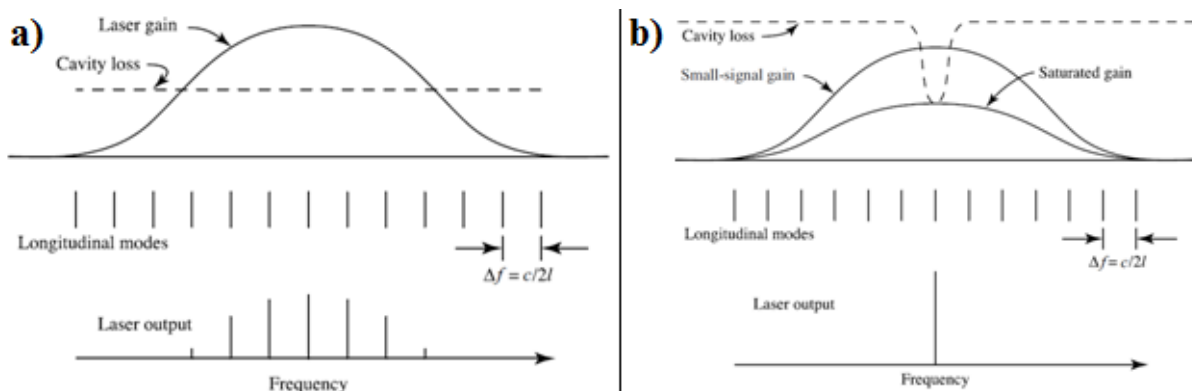 a)
Laser gain
Cavity loss
Longitudinal modes
Δf = c/2l
Laser output
Frequency
b)
Cavity loss
Small-signal gain
Saturated gain
Longitudinal modes
Δf = c/2l
Laser output
Frequency